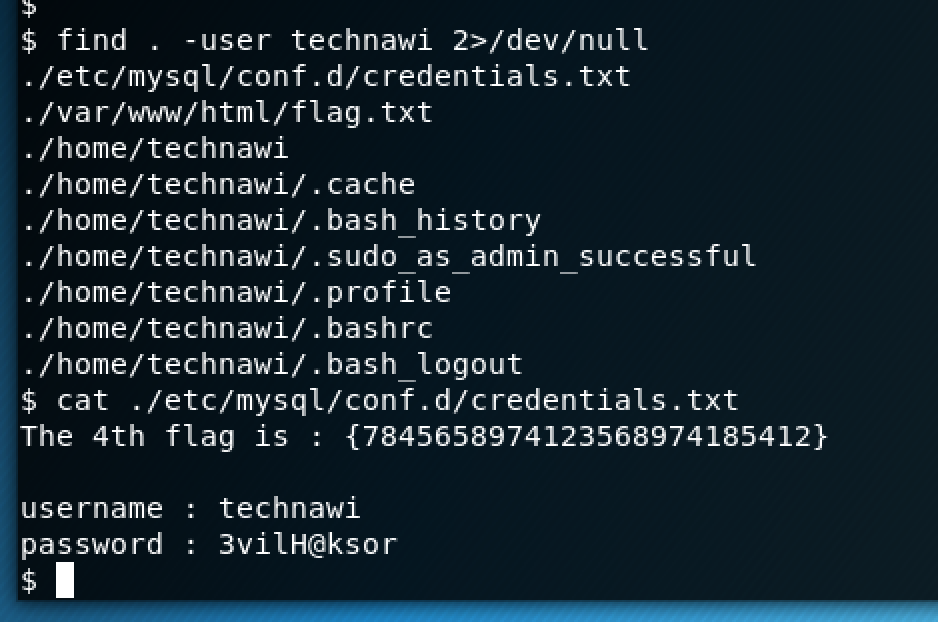 $
$ find . -user technawi 2>/dev/null
./etc/mysql/conf.d/credentials.txt
./var/www/html/flag.txt
./home/technawi
./home/technawi/.cache
./home/technawi/.bash_history
./home/technawi/.sudo_as_admin_successful
./home/technawi/.profile
./home/technawi/.bashrc
./home/technawi/.bash_logout
$ cat ./etc/mysql/conf.d/credentials.txt
The 4th flag is : {7845658974123568974185412}
username : technawi
password : 3vilH@ksor
$